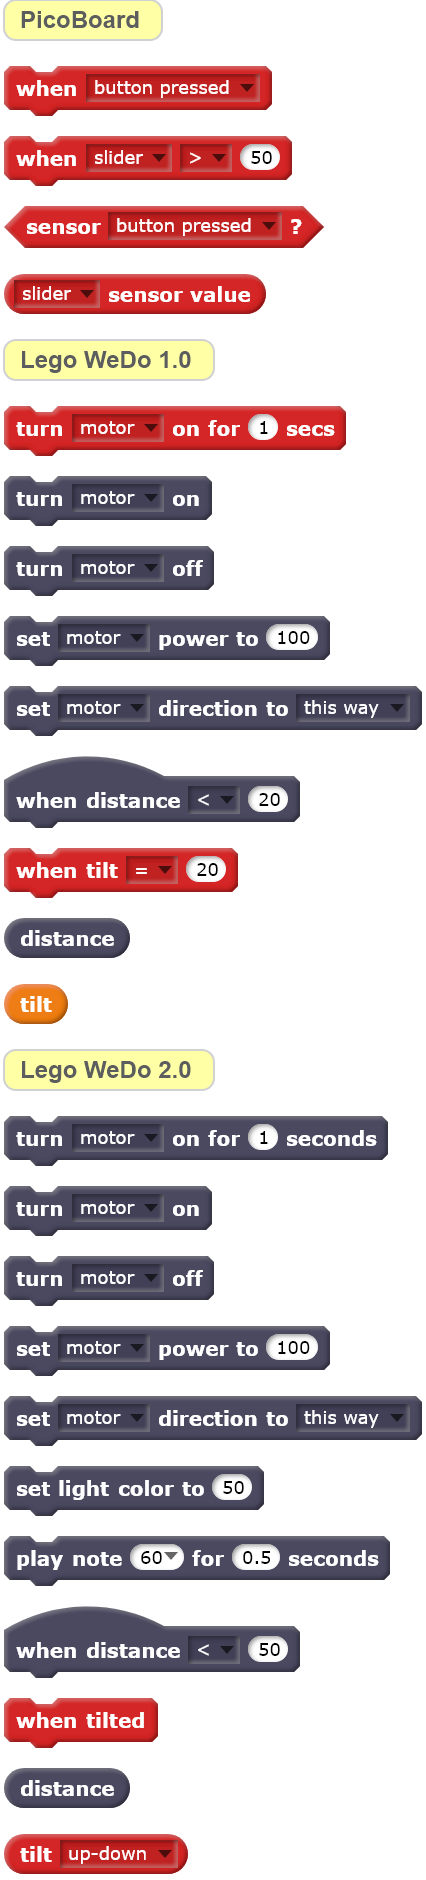 PicoBoard
when button pressed
when slider > 50
sensor button pressed ?
slider sensor value
Lego WeDo 1.0
turn motor on for 1 secs
turn motor on
turn motor off
set motor power to 100
set motor direction to this way
when distance < 20
when tilt = 20
distance
tilt
Lego WeDo 2.0
turn motor on for 1 seconds
turn motor on
turn motor off
set motor power to 100
set motor direction to this way
set light color to 50
play note 60 for 0.5 seconds
when distance < 50
when tilted
distance
tilt up-down